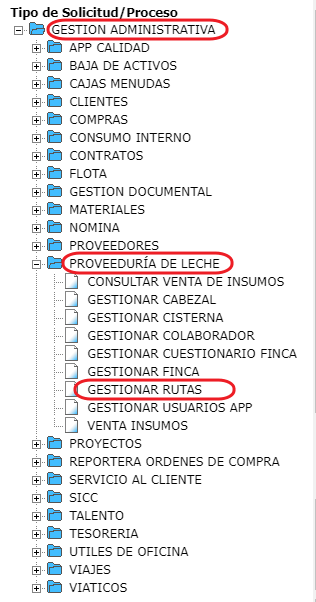 Tipo de Solicitud/Proceso
GESTION ADMINISTRATIVA
APP CALIDAD
BAJA DE ACTIVOS
CAJAS MENUDAS
CLIENTES
COMPRAS
CONSUMO INTERNO
CONTRATOS
FLOTA
GESTION DOCUMENTAL
MATERIALES
NOMINA
PROVEEDORES
PROVEEDURÍA DE LECHE
CONSULTAR VENTA DE INSUMOS
GESTIONAR CABEZAL
GESTIONAR CISTERNA
GESTIONAR COLABORADOR
GESTIONAR CUESTIONARIO FINCA
GESTIONAR FINCA
GESTIONAR RUTAS
GESTIONAR USUARIOS APP
VENTA INSUMOS
PROYECTOS
REPORTERA ORDENES DE COMPRA
SERVICIO AL CLIENTE
SICC
TALENTO
TESORERIA
UTILES DE OFICINA
VIAJES
VIATICOS